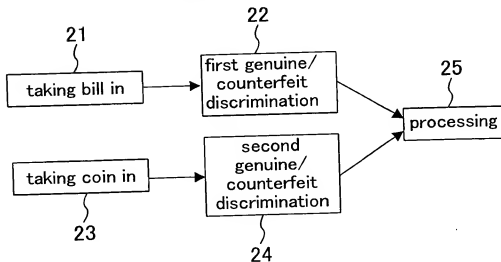 21
22
first genuine/
counterfeit
discrimination
taking bill in
25
processing
second
genuine/
counterfeit
discrimination
taking coin in
23
24